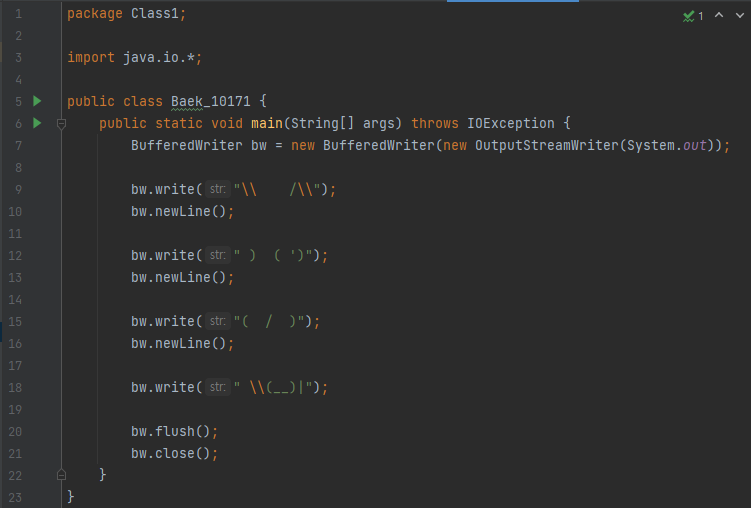 1 package Class1;
2
3 import java.io.*;
4
5 public class Baek_10171 {
6     public static void main(String[] args) throws IOException {
7         BufferedWriter bw = new BufferedWriter(new OutputStreamWriter(System.out));
8
9         bw.write( str: "\\    /\\");
10         bw.newLine();
11
12         bw.write( str: " )  ( ')");
13         bw.newLine();
14
15         bw.write( str: "(  /  )");
16         bw.newLine();
17
18         bw.write( str: " \\(__)|");
19
20         bw.flush();
21         bw.close();
22     }
23 }
1